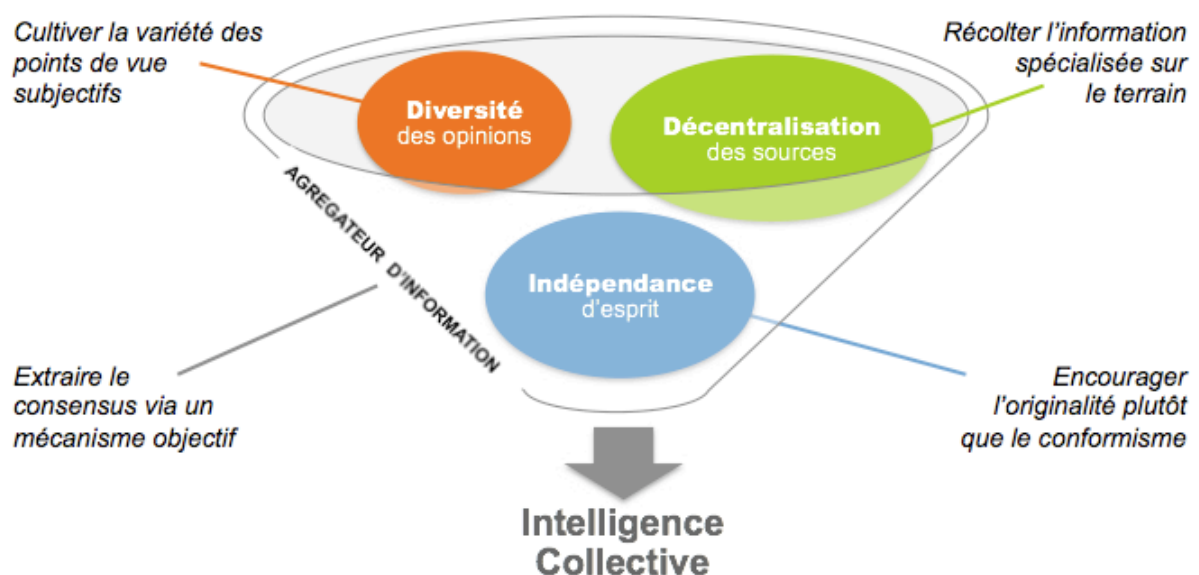 Cultiver la variété des
points de vue
subjectifs
Récolter l'information
spécialisée sur
le terrain
Diversité
des opinions
Décentralisation
des sources
AGREGATEUR D'INFORMATION
Indépendance
d'esprit
Extraire le
consensus via un
mécanisme objectif
Encourager
l'originalité plutôt
que le conformisme
Intelligence
Collective